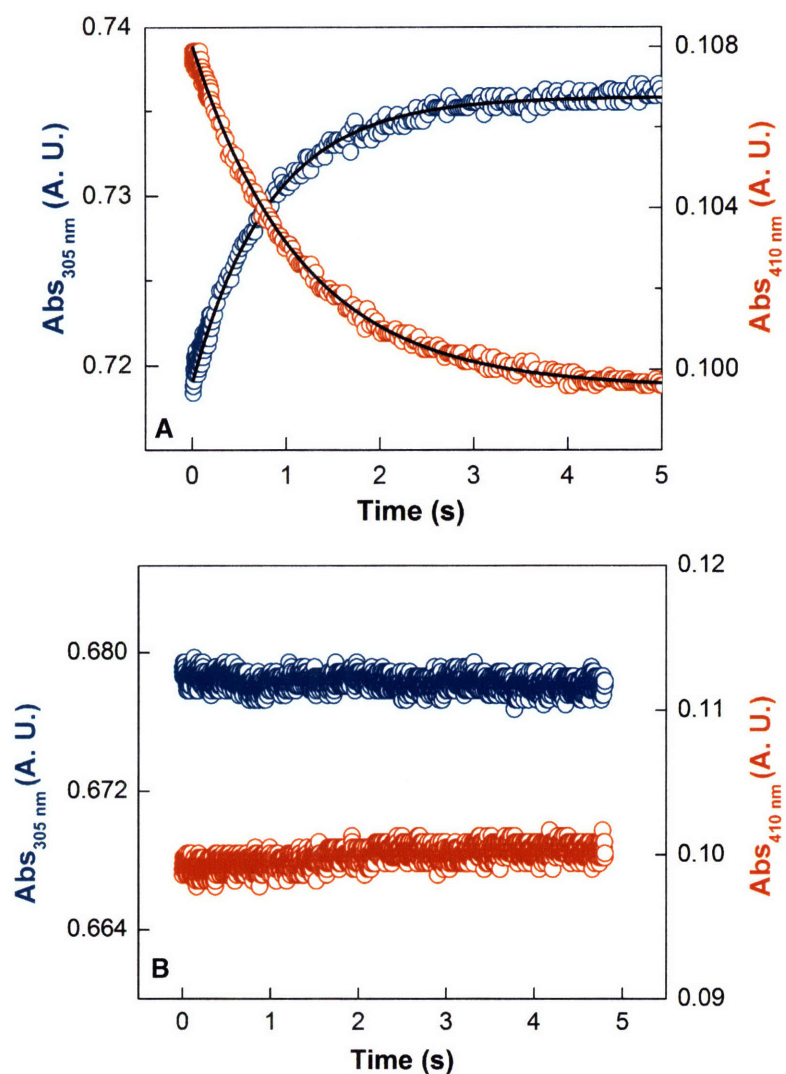 0.74
0.73
0.72
Abs305 nm (A. U.)
0.108
0.104
0.100
Abs410 nm (A. U.)
A
0 1 2 3 4 5
Time (s)
0.680
0.672
0.664
Abs305 nm (A. U.)
0.12
0.11
0.10
0.09
Abs410 nm (A. U.)
B
0 1 2 3 4 5
Time (s)